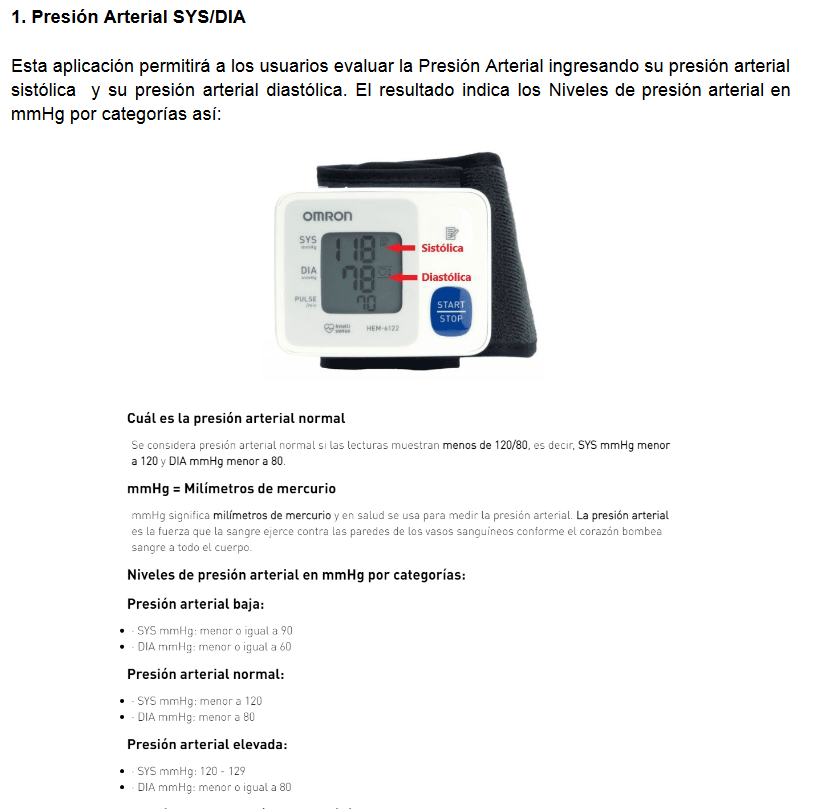 1. Presión Arterial SYS/DIA
Esta aplicación permitirá a los usuarios evaluar la Presión Arterial ingresando su presión arterial
sistólica y su presión arterial diastólica. El resultado indica los Niveles de presión arterial en
mmHg por categorías así:
OMRON
SYS
mmHg
118
Sistólica
DIA
mmHg
78
Diastólica
PULSE
/min
70
START
STOP
intelli
sense
HEM-6122
Cuál es la presión arterial normal
Se considera presión arterial normal si las lecturas muestran menos de 120/80, es decir, SYS mmHg menor
a 120 y DIA mmHg menor a 80.
mmHg = Milímetros de mercurio
mmHg significa milímetros de mercurio y en salud se usa para medir la presión arterial. La presión arterial
es la fuerza que la sangre ejerce contra las paredes de los vasos sanguíneos conforme el corazón bombea
sangre a todo el cuerpo.
Niveles de presión arterial en mmHg por categorías:
Presión arterial baja:
• · SYS mmHg: menor o igual a 90
• · DIA mmHg: menor o igual a 60
Presión arterial normal:
• · SYS mmHg: menor a 120
• · DIA mmHg: menor a 80
Presión arterial elevada:
• · SYS mmHg: 120 - 129
• · DIA mmHg: menor o igual a 80